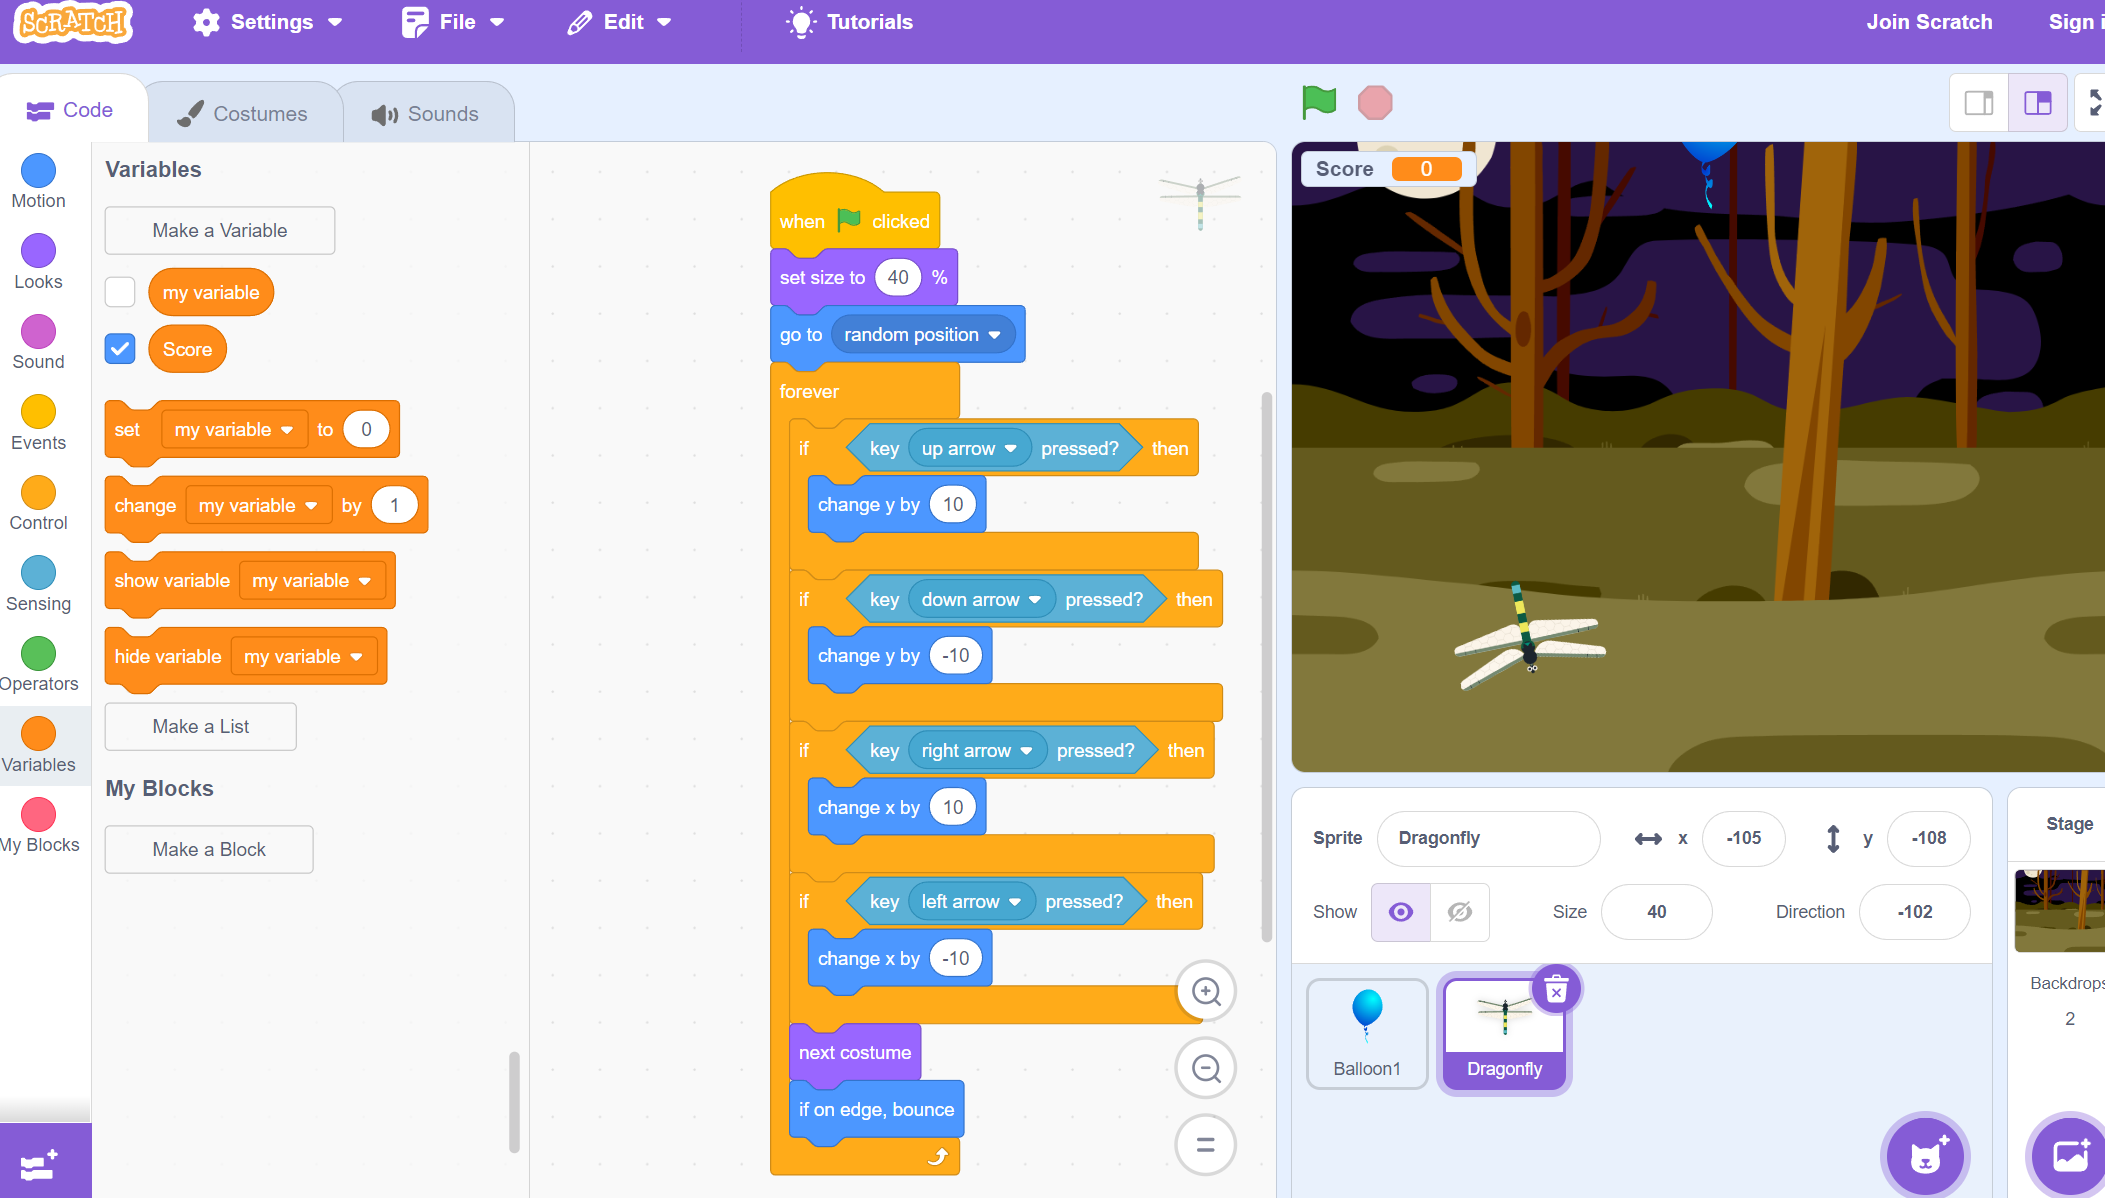 SCRATCH Settings File Edit Tutorials Join Scratch Sign i
Code Costumes Sounds
Motion
Looks
Sound
Events
Control
Sensing
Operators
Variables
My Blocks
Variables
Make a Variable
my variable
Score
set my variable to 0
change my variable by 1
show variable my variable
hide variable my variable
Make a List
My Blocks
Make a Block
when clicked
set size to 40 %
go to random position
forever
if key up arrow pressed? then
change y by 10
if key down arrow pressed? then
change y by -10
if key right arrow pressed? then
change x by 10
if key left arrow pressed? then
change x by -10
next costume
if on edge, bounce
Score 0
Sprite Dragonfly x -105 y -108
Show Size 40 Direction -102
Balloon1
Dragonfly
Stage
Backdrops
2